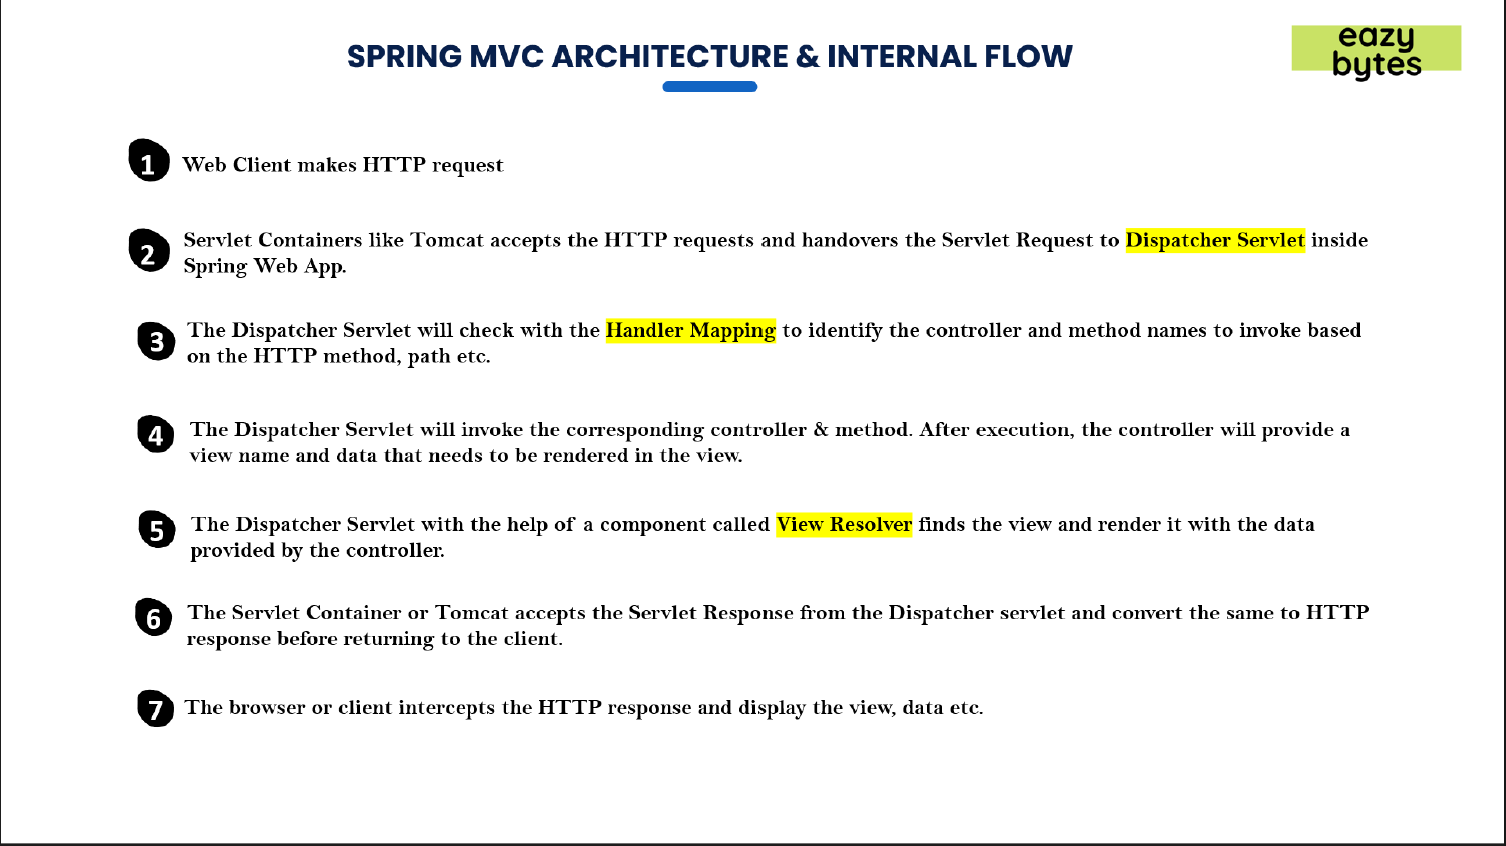 SPRING MVC ARCHITECTURE & INTERNAL FLOW
eazy
bytes
1 Web Client makes HTTP request
2 Servlet Containers like Tomcat accepts the HTTP requests and handovers the Servlet Request to Dispatcher Servlet inside
Spring Web App.
3 The Dispatcher Servlet will check with the Handler Mapping to identify the controller and method names to invoke based
on the HTTP method, path etc.
4 The Dispatcher Servlet will invoke the corresponding controller & method. After execution, the controller will provide a
view name and data that needs to be rendered in the view.
5 The Dispatcher Servlet with the help of a component called View Resolver finds the view and render it with the data
provided by the controller.
6 The Servlet Container or Tomcat accepts the Servlet Response from the Dispatcher servlet and convert the same to HTTP
response before returning to the client.
7 The browser or client intercepts the HTTP response and display the view, data etc.